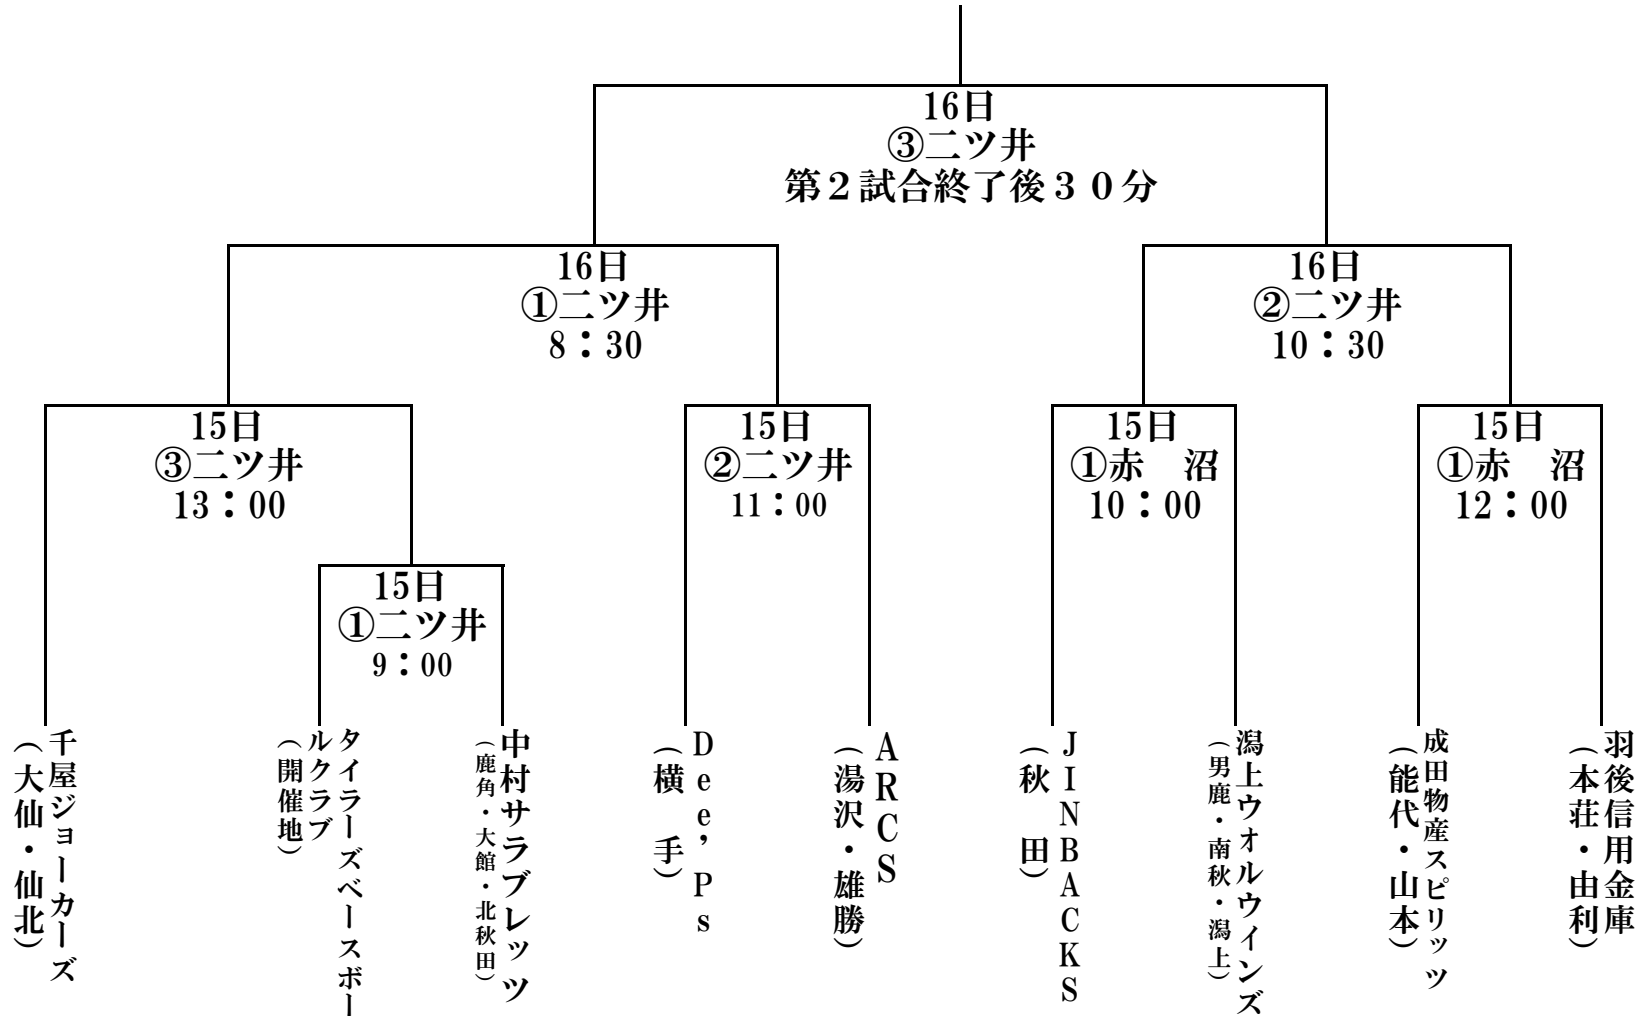 16日
③二ツ井
第２試合終了後３０分
16日
①二ツ井
8：30
16日
②二ツ井
10：30
15日
③二ツ井
13：00
15日
②二ツ井
11：00
15日
①赤　沼
10：00
15日
①赤　沼
12：00
15日
①二ツ井
9：00
千屋ジョーカーズ
（大仙・仙北）
タイラーズベースボー
ルクラブ
（開催地）
中村サラブレッツ
（鹿角・大館・北秋田）
Dee’Ps
（横　手）
ARCS
（湯沢・雄勝）
JINBACKS
（秋　田）
潟上ウォルウインズ
（男鹿・南秋・潟上）
成田物産スピリッツ
（能代・山本）
羽後信用金庫
（本荘・由利）